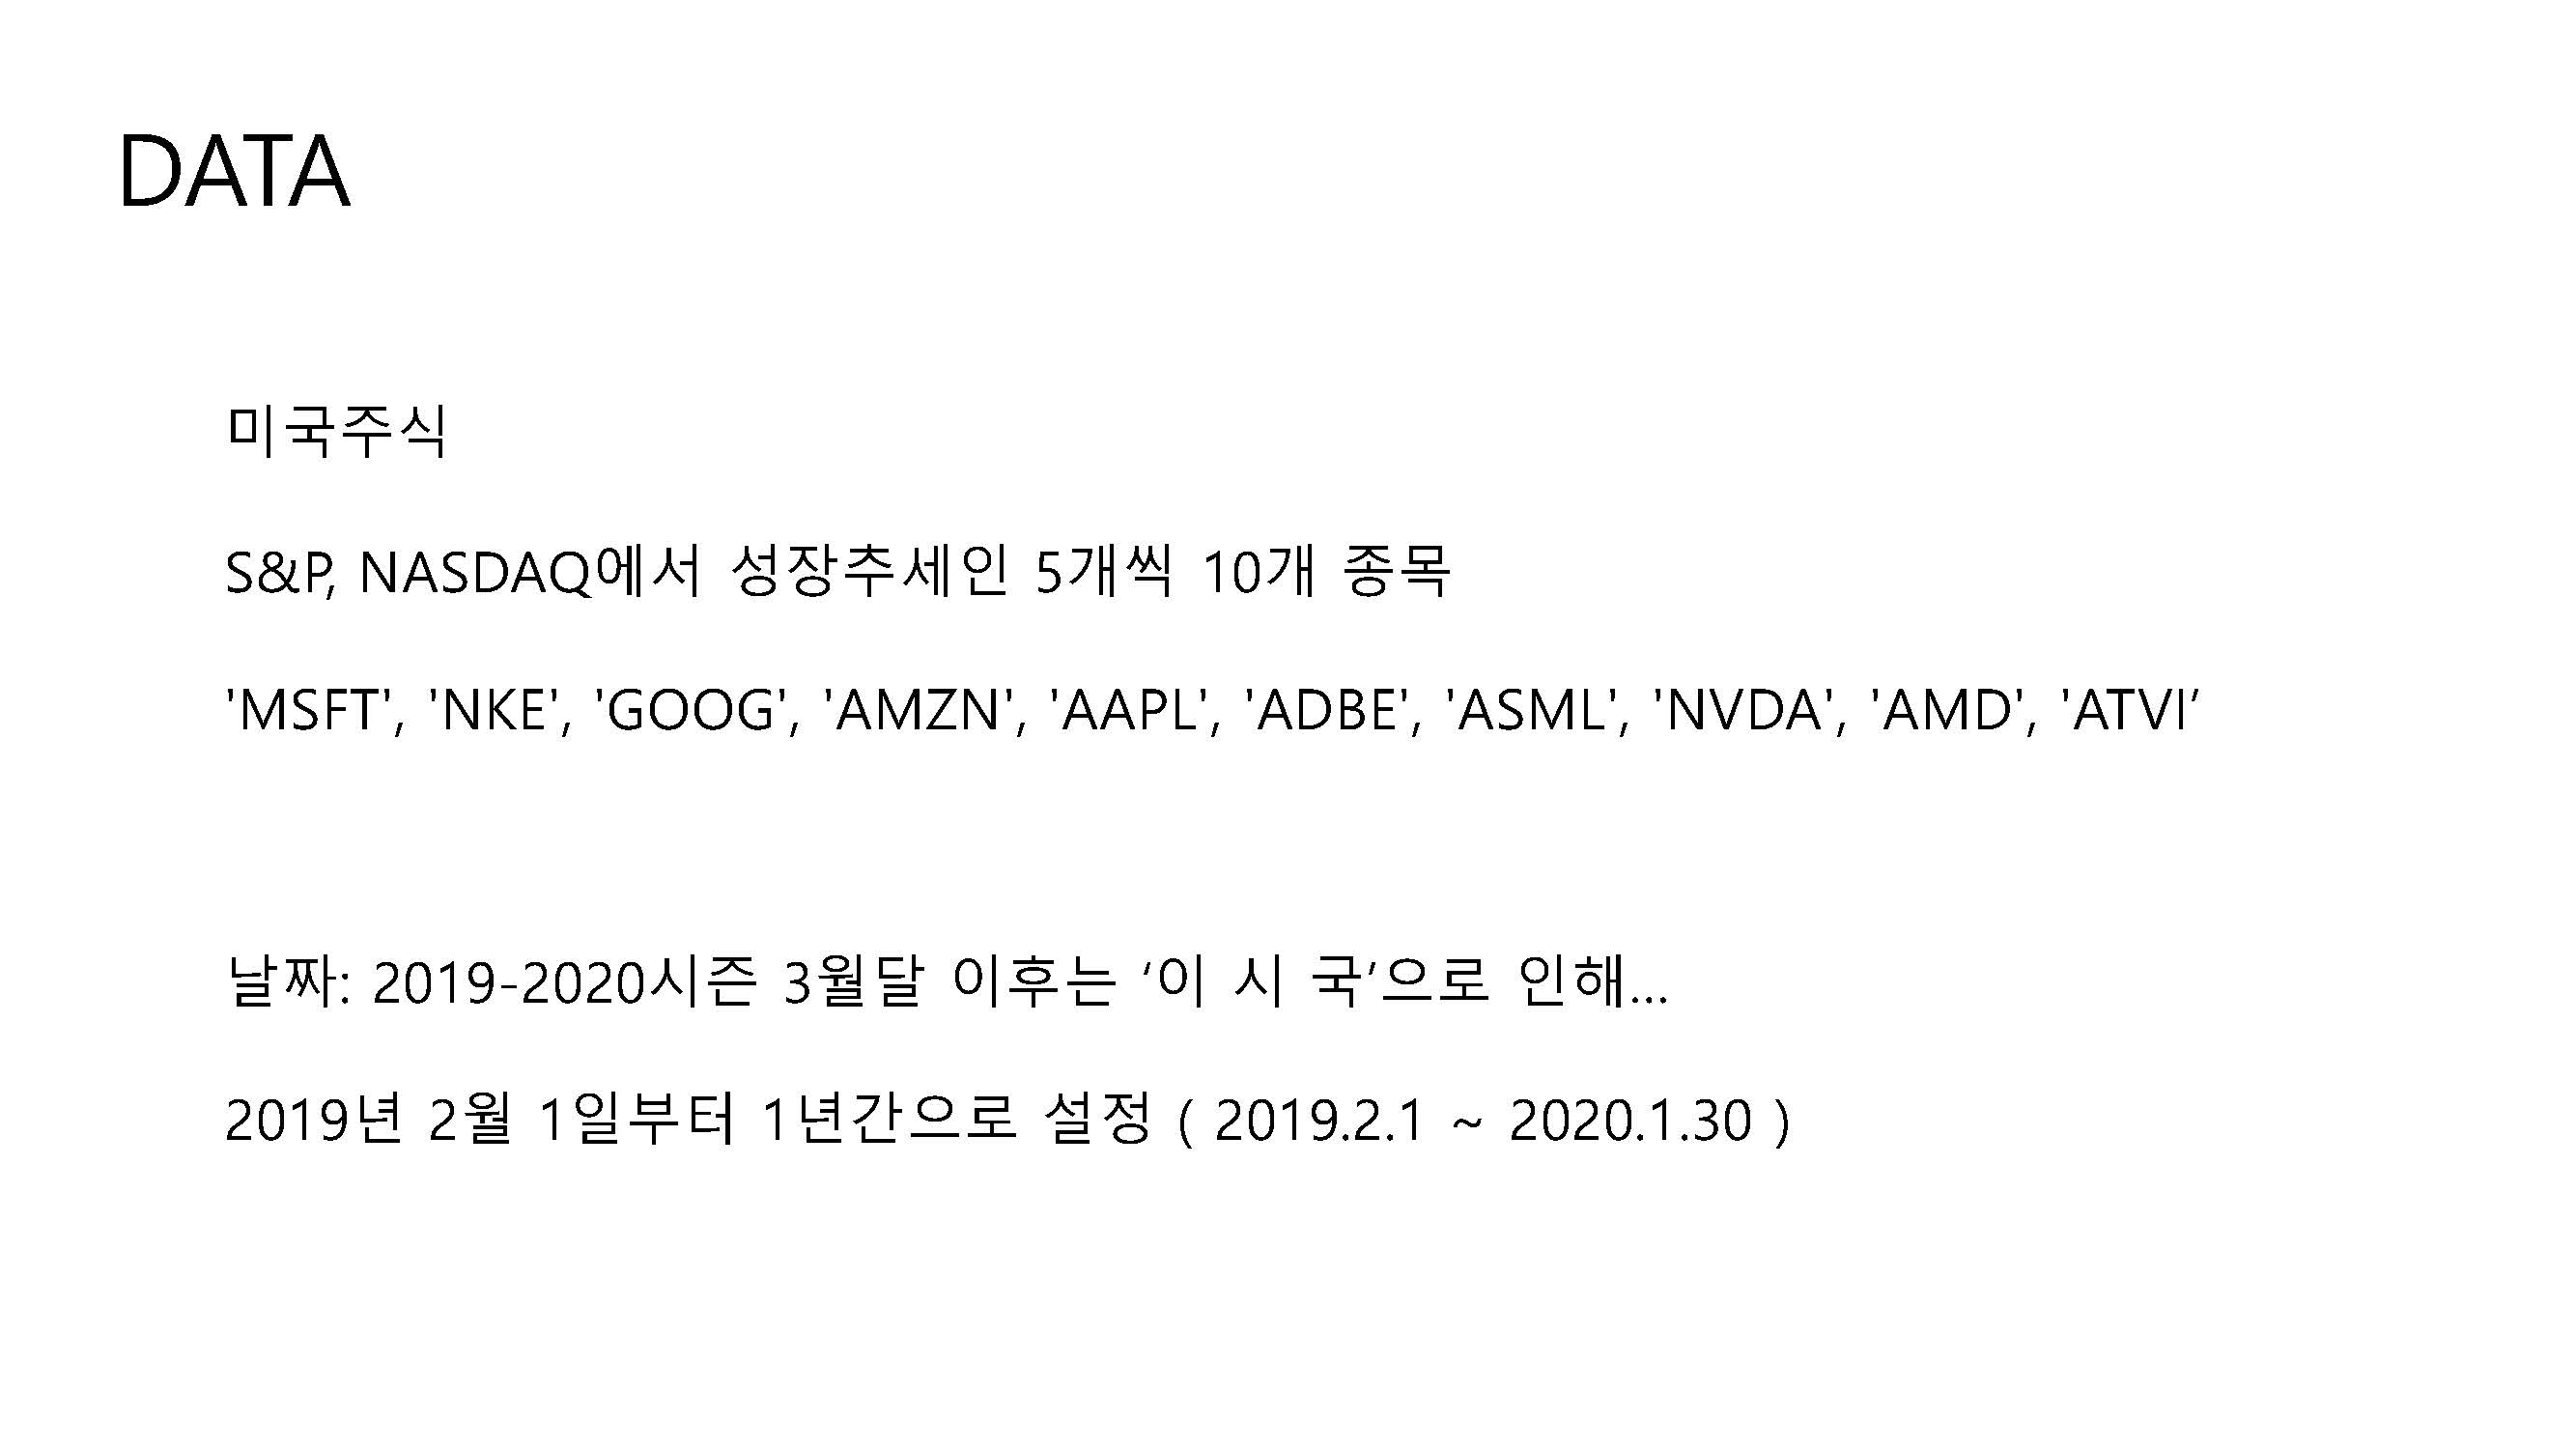 DATA
미국주식
S&P, NASDAQ에서 성장추세인 5개씩 10개 종목
'MSFT', 'NKE', 'GOOG', 'AMZN', 'AAPL', 'ADBE', 'ASML', 'NVDA', 'AMD', 'ATVI’
날짜: 2019-2020시즌 3월달 이후는 ‘이 시 국’으로 인해…
2019년 2월 1일부터 1년간으로 설정 ( 2019.2.1 ~ 2020.1.30 )